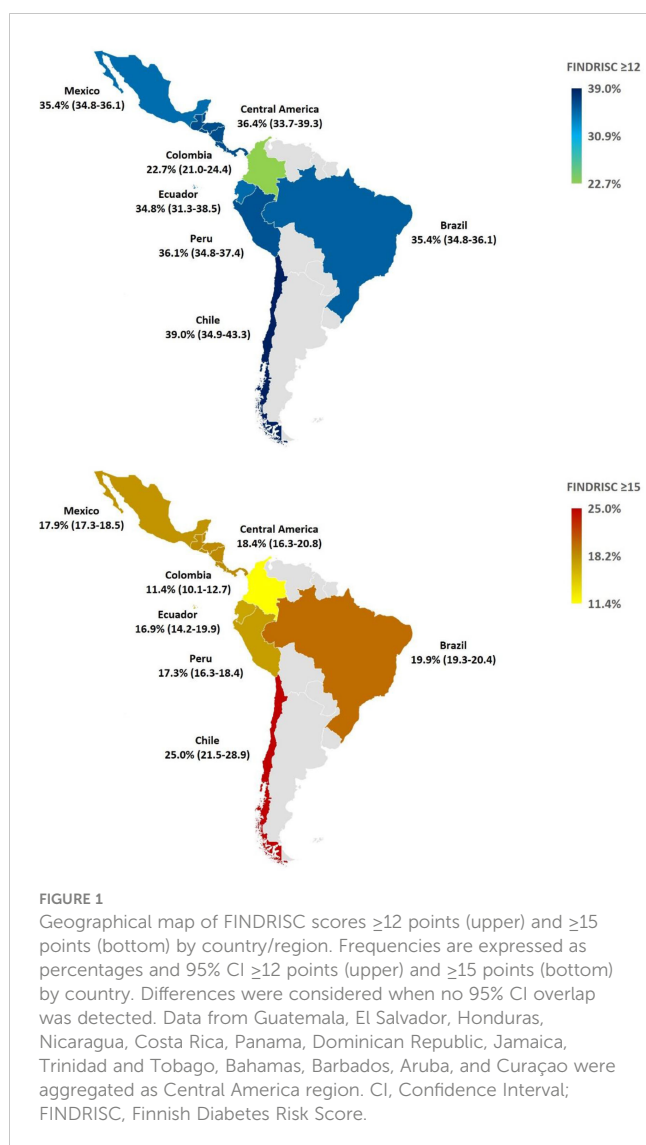 FINDRISC ≥12
39.0%
30.9%
22.7%
Mexico
35.4% (34.8-36.1)
Central America
36.4% (33.7-39.3)
Colombia
22.7% (21.0-24.4)
Ecuador
34.8% (31.3-38.5)
Peru
36.1% (34.8-37.4)
Brazil
35.4% (34.8-36.1)
Chile
39.0% (34.9-43.3)
FINDRISC ≥15
25.0%
18.2%
11.4%
Mexico
17.9% (17.3-18.5)
Central America
18.4% (16.3-20.8)
Colombia
11.4% (10.1-12.7)
Ecuador
16.9% (14.2-19.9)
Peru
17.3% (16.3-18.4)
Brazil
19.9% (19.3-20.4)
Chile
25.0% (21.5-28.9)
FIGURE 1
Geographical map of FINDRISC scores ≥12 points (upper) and ≥15
points (bottom) by country/region. Frequencies are expressed as
percentages and 95% CI ≥12 points (upper) and ≥15 points (bottom)
by country. Differences were considered when no 95% CI overlap
was detected. Data from Guatemala, El Salvador, Honduras,
Nicaragua, Costa Rica, Panama, Dominican Republic, Jamaica,
Trinidad and Tobago, Bahamas, Barbados, Aruba, and Curaçao were
aggregated as Central America region. CI, Confidence Interval;
FINDRISC, Finnish Diabetes Risk Score.